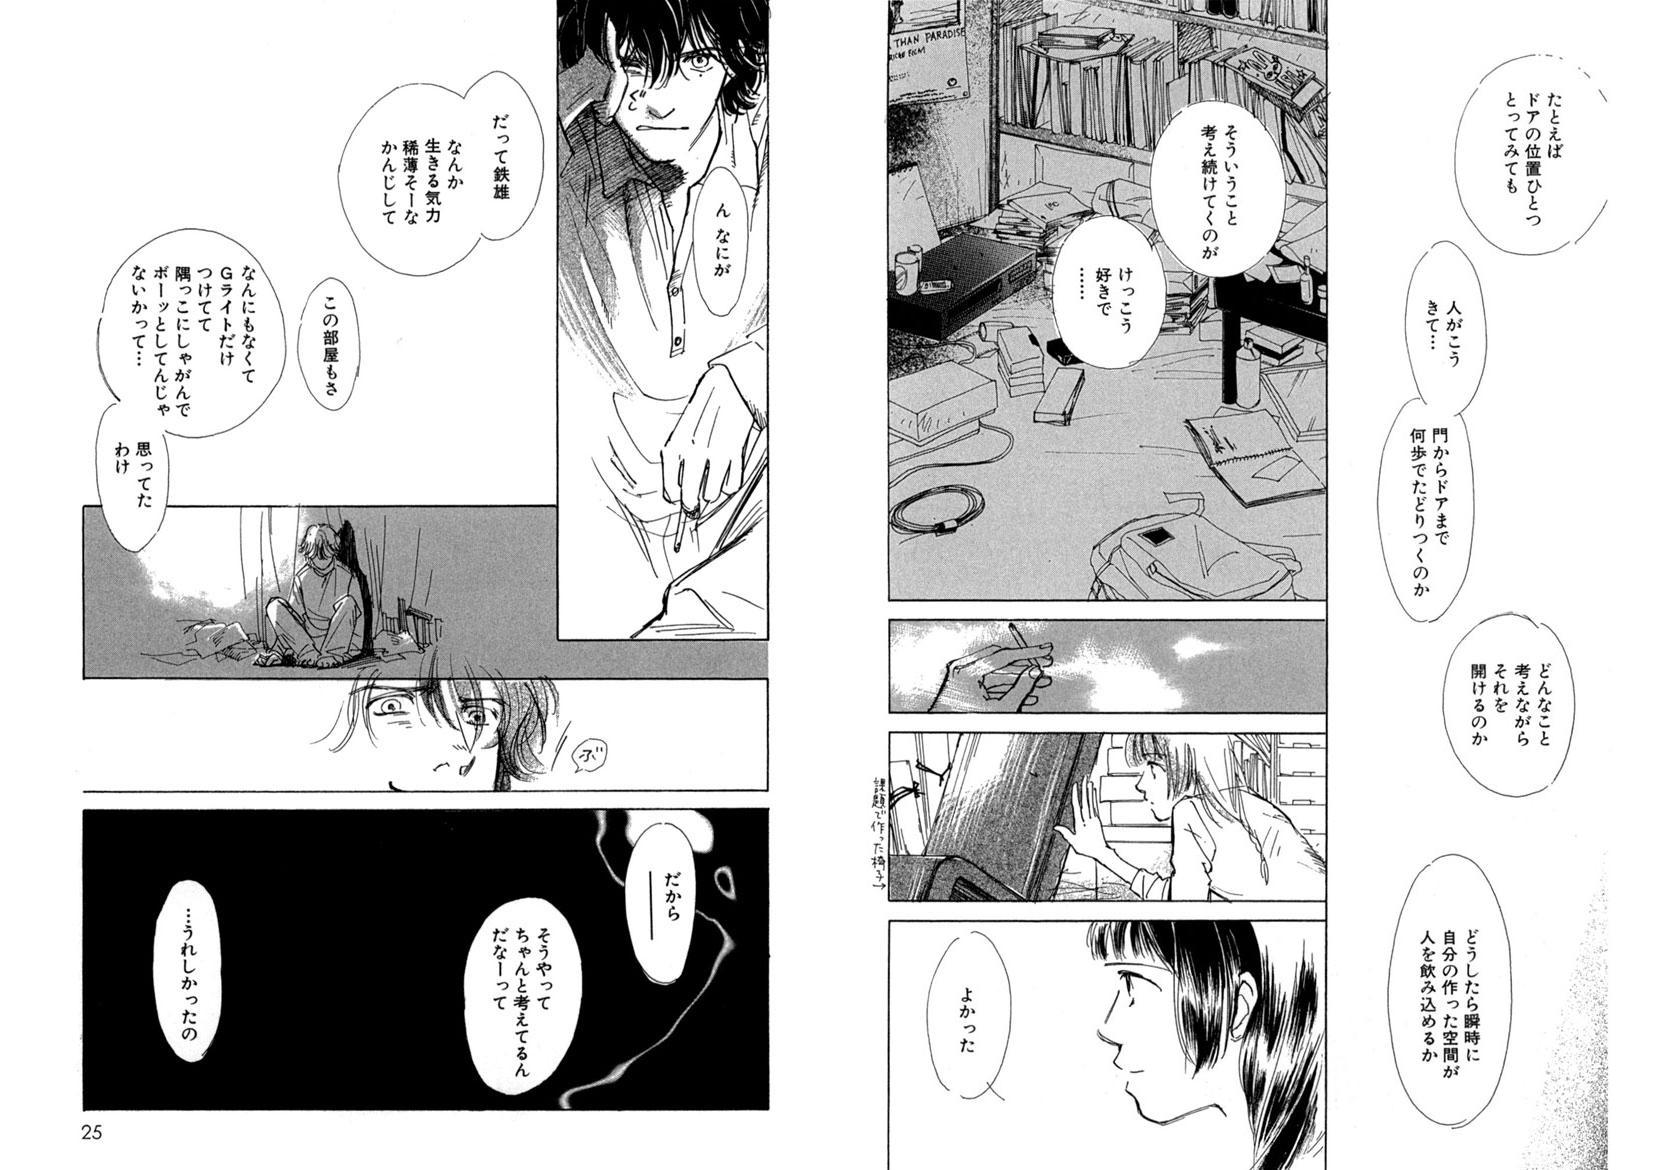 たとえば
ドアの位置ひとつ
とってみても
人がこう
きて…
門からドアまで
何歩でたどりつくのか
どんなこと
考えながら
それを
開けるのか
どうしたら瞬時に
自分の作った空間が
人を飲み込めるか
THAN PARADISE
そういうこと
考え続けてくのが
けっこう
好きで
……
課題で作った椅子→
よかった
ん なにが
ぐ
だって鉄雄
なんか
生きる気力
稀薄そーな
かんじして
この部屋もさ
なんにもなくて
Gライトだけ
つけてて
隅っこにしゃがんで
ボーッとしてんじゃ
ないかって…
思ってた
わけ
ぶ
だから
──
そうやって
ちゃんと考えてるん
だなーって
…うれしかったの
25